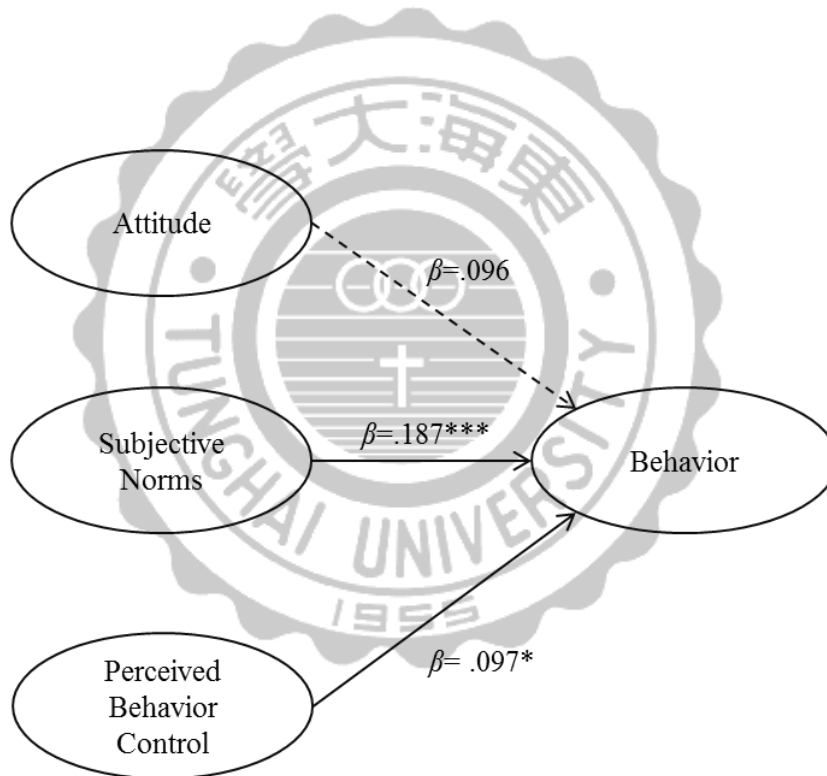 東海大學
Attitude
β=.096
Subjective
Norms
β=.187***
Behavior
TUNGHAI UNIVERSITY
1955
β= .097*
Perceived
Behavior
Control